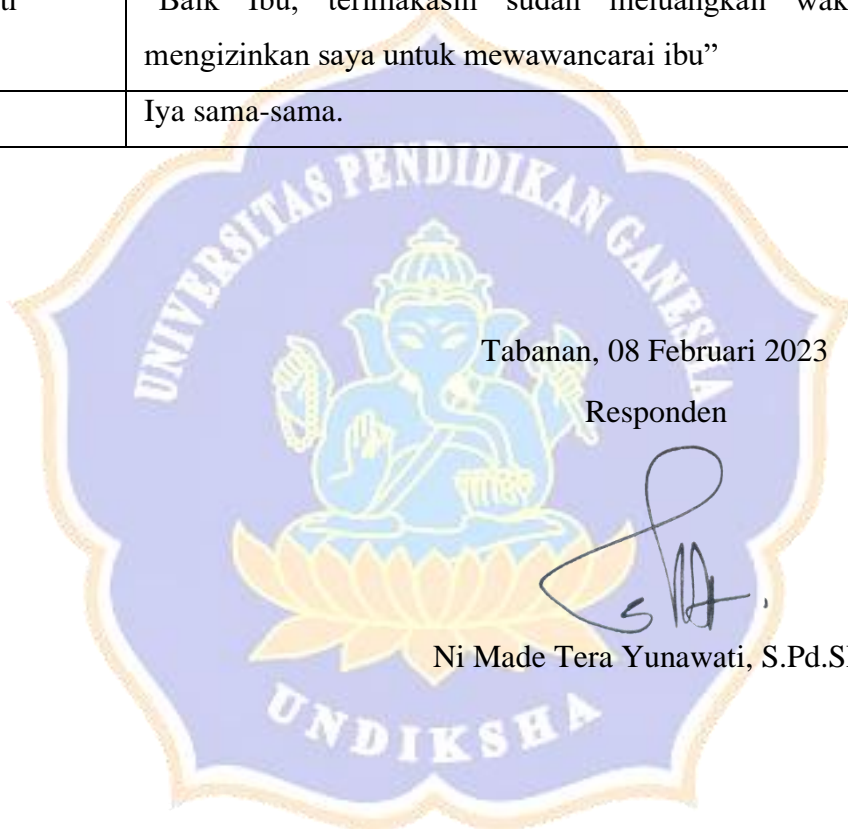 ti "Baik Ibu, terimakasih sudah meluangkan wak
mengizinkan saya untuk mewawancarai ibu”
Iya sama-sama.
UNIVERSITAS PENDIDIKAN GANESHA
Tabanan, 08 Februari 2023
Responden
Ni Made Tera Yunawati, S.Pd.S
UNDIKSHA